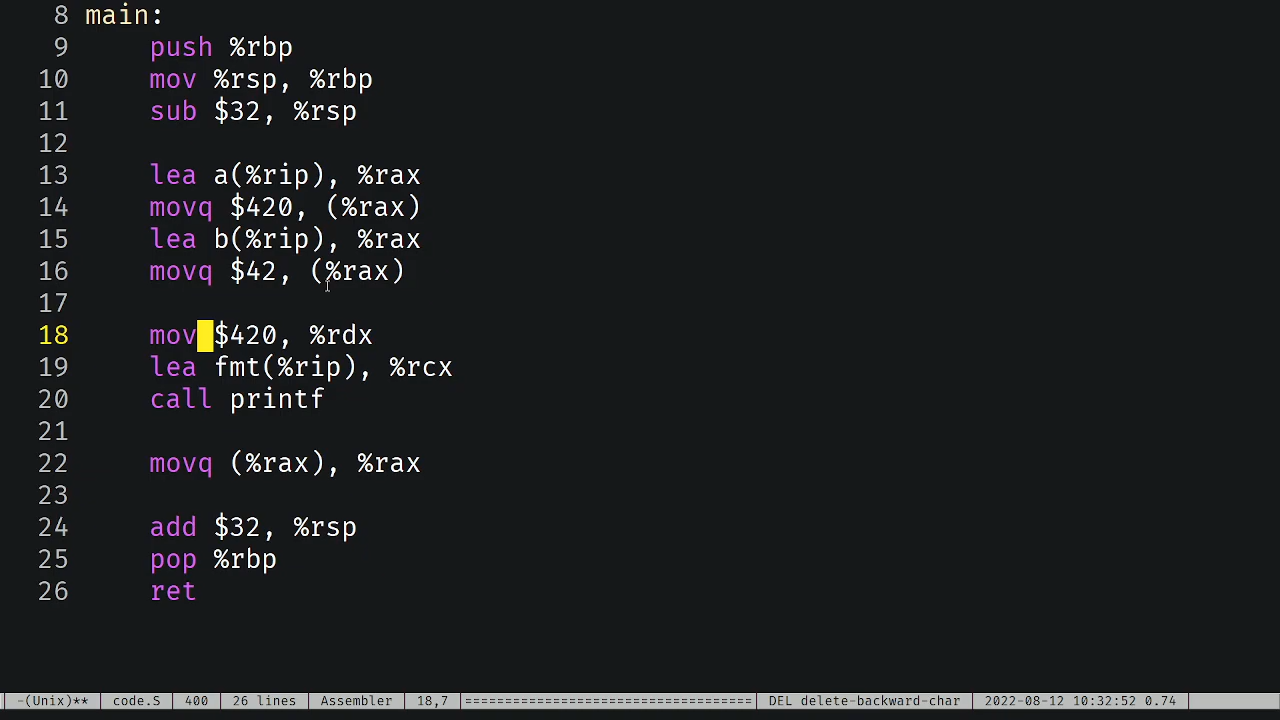 8 main:
9 push %rbp
10 mov %rsp, %rbp
11 sub $32, %rsp
12
13 lea a(%rip), %rax
14 movq $420, (%rax)
15 lea b(%rip), %rax
16 movq $42, (%rax)
17
18 mov $420, %rdx
19 lea fmt(%rip), %rcx
20 call printf
21
22 movq (%rax), %rax
23
24 add $32, %rsp
25 pop %rbp
26 ret
-(Unix)** code.S 400 26 lines Assembler 18,7 ==================================== DEL delete-backward-char 2022-08-12 10:32:52 0.74